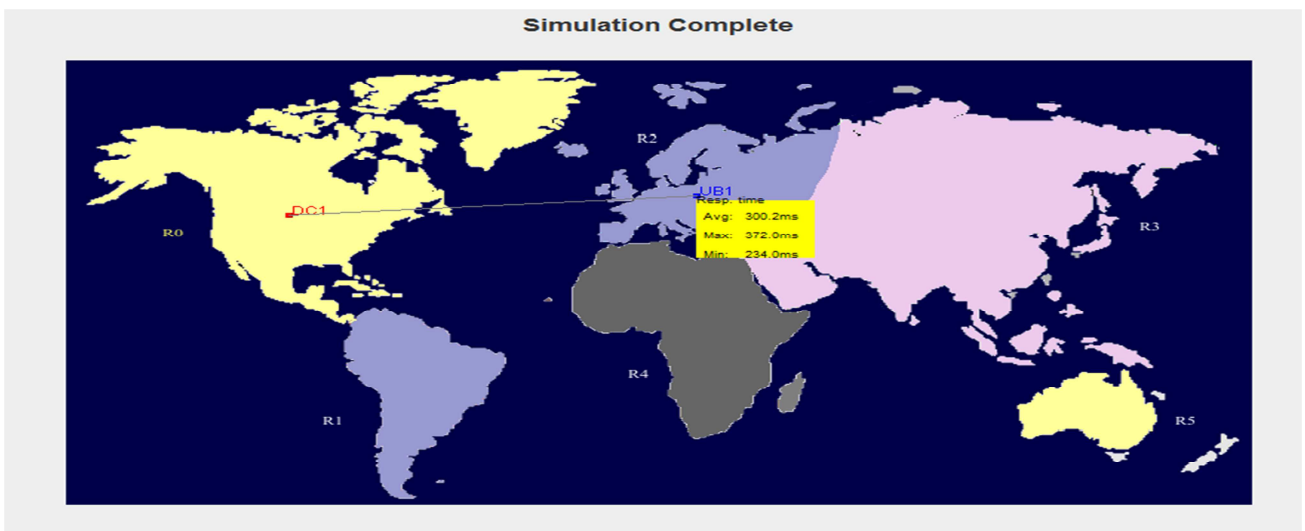 Simulation Complete
R2
UB1
DC1
Resp. time
Avg: 300.2ms
Max: 372.0ms
Min: 234.0ms
R0
R3
R4
R1
R5